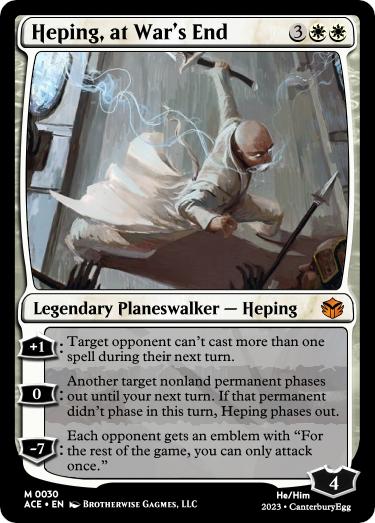 Heping, at War's End 3
Legendary Planeswalker — Heping
+1: Target opponent can't cast more than one
spell during their next turn.
0: Another target nonland permanent phases
out until your next turn. If that permanent
didn't phase in this turn, Heping phases out.
-7: Each opponent gets an emblem with "For
the rest of the game, you can only attack
once."
4
M 0030 He/Him
ACE • EN Brotherwise Gagmes, LLC 2023 • CanterburyEgg